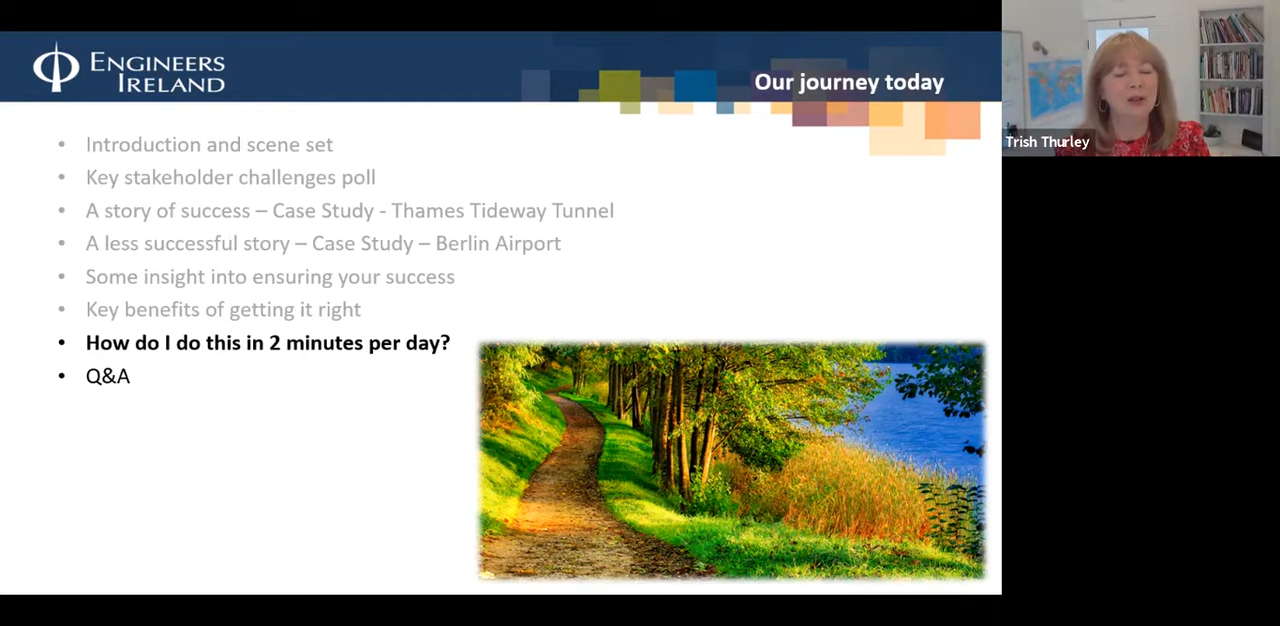 ENGINEERS
IRELAND
Our journey today
• Introduction and scene set
• Key stakeholder challenges poll
• A story of success – Case Study - Thames Tideway Tunnel
• A less successful story – Case Study – Berlin Airport
• Some insight into ensuring your success
• Key benefits of getting it right
• How do I do this in 2 minutes per day?
• Q&A
Trish Thurley